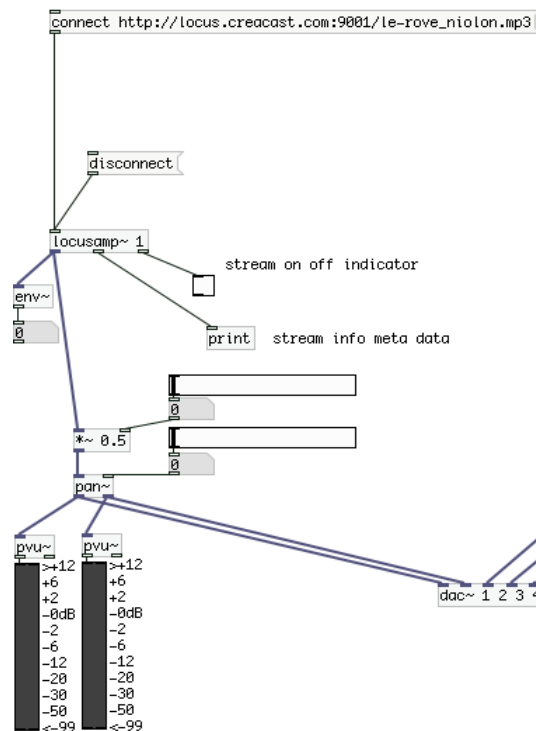 connect http://locus.creacast.com:9001/le-rove_niolon.mp3
disconnect
locusamp~ 1
stream on off indicator
env~
0
print
stream info meta data
0
*~ 0.5
0
pan~
pvu~
pvu~
dac~ 1 2 3 4
>+12
+6
+2
-0dB
-2
-6
-12
-20
-30
-50
<-99
>+12
+6
+2
-0dB
-2
-6
-12
-20
-30
-50
<-99